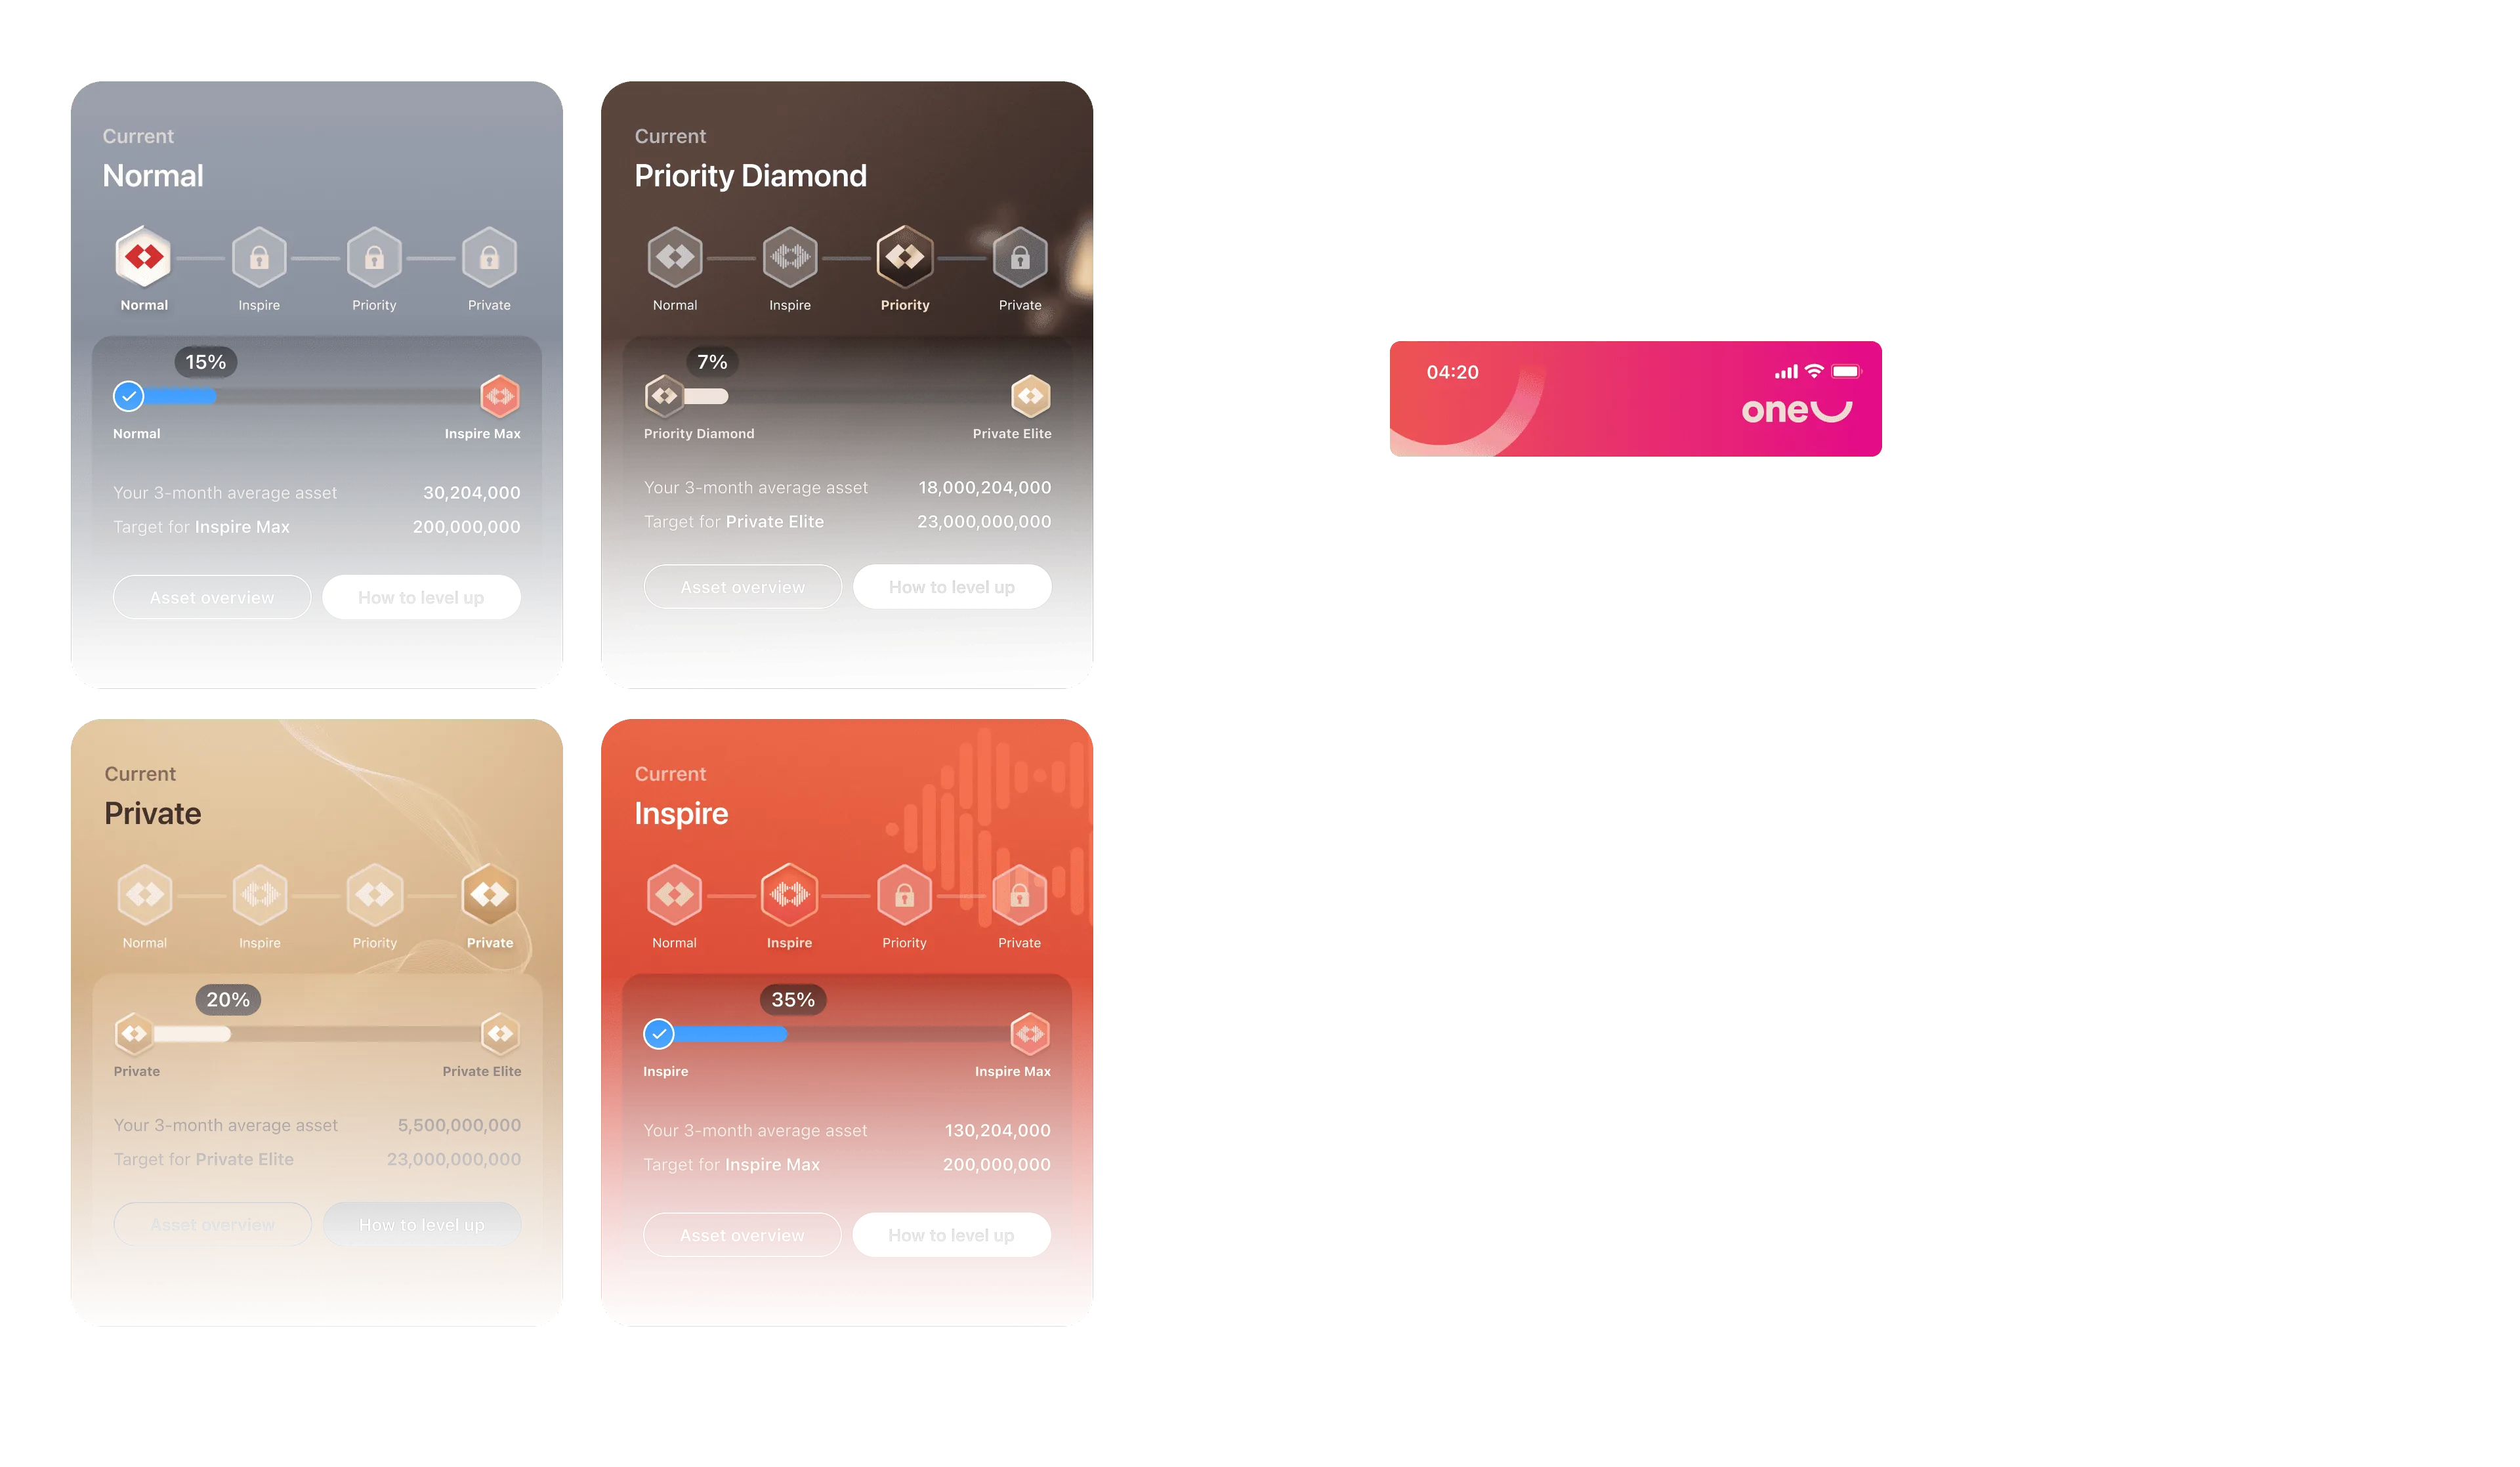 Current
Normal
Normal Inspire Priority Private
15%
Normal Inspire Max
Your 3-month average asset 30,204,000
Target for Inspire Max 200,000,000
Asset overview How to level up
Current
Priority Diamond
Normal Inspire Priority Private
7%
Priority Diamond Private Elite
Your 3-month average asset 18,000,204,000
Target for Private Elite 23,000,000,000
Asset overview How to level up
04:20
one
Current
Private
Normal Inspire Priority Private
20%
Private Private Elite
Your 3-month average asset 5,500,000,000
Target for Private Elite 23,000,000,000
Asset overview How to level up
Current
Inspire
Normal Inspire Priority Private
35%
Inspire Inspire Max
Your 3-month average asset 130,204,000
Target for Inspire Max 200,000,000
Asset overview How to level up